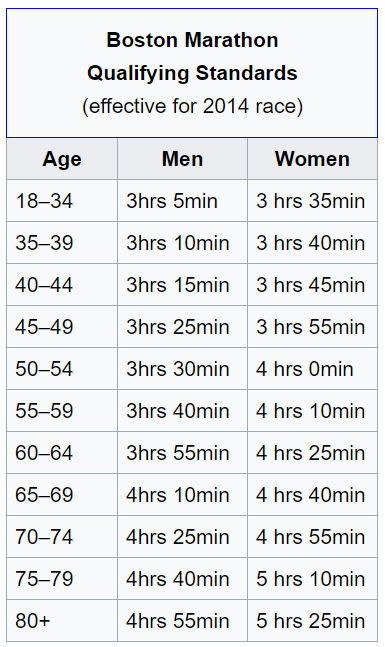 Boston Marathon
Qualifying Standards
(effective for 2014 race)
Age Men Women
18–34 3hrs 5min 3 hrs 35min
35–39 3hrs 10min 3 hrs 40min
40–44 3hrs 15min 3 hrs 45min
45–49 3hrs 25min 3 hrs 55min
50–54 3hrs 30min 4 hrs 0min
55–59 3hrs 40min 4 hrs 10min
60–64 3hrs 55min 4 hrs 25min
65–69 4hrs 10min 4 hrs 40min
70–74 4hrs 25min 4 hrs 55min
75–79 4hrs 40min 5 hrs 10min
80+ 4hrs 55min 5 hrs 25min